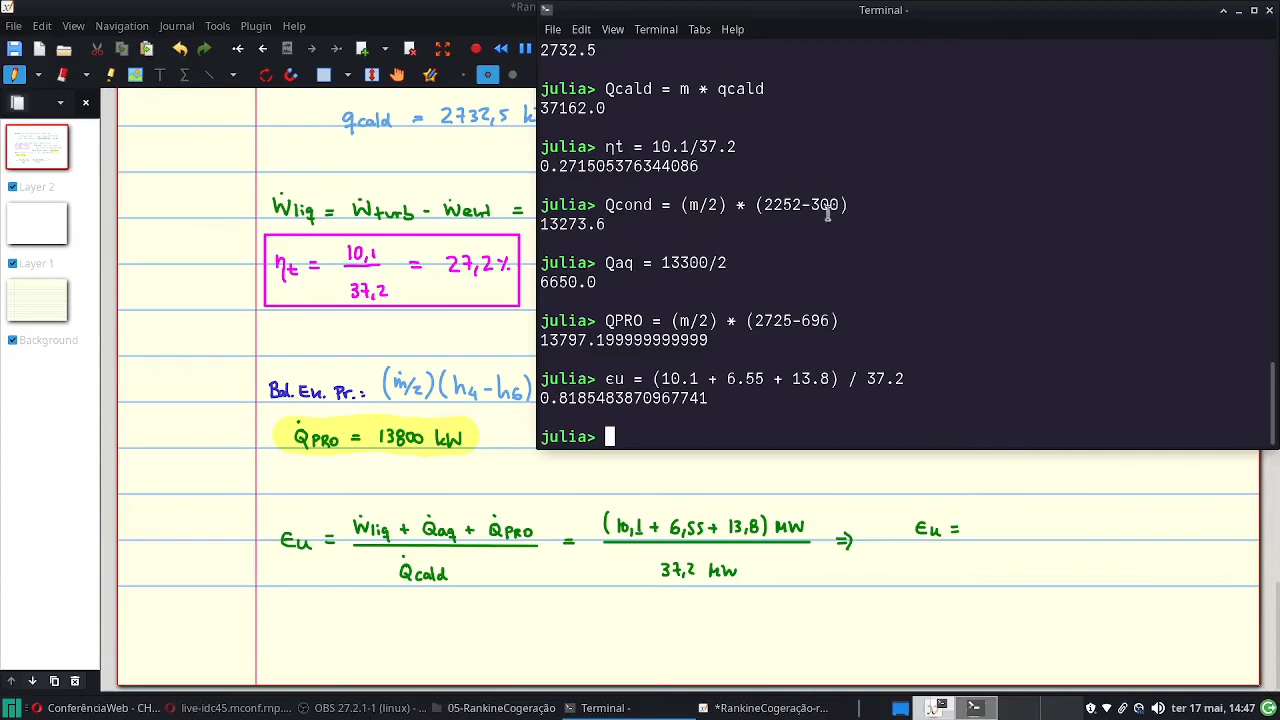 *Rankin
Terminal -
File Edit View Navigation Journal Tools Plugin Help
File Edit View Terminal Tabs Help
2732.5
julia> Qcald = m * qcald
37162.0
julia> ηt = 10.1/37.2
0.271505376344086
julia> Qcond = (m/2) * (2252-300)
13273.6
julia> Qaq = 13300/2
6650.0
julia> QPRO = (m/2) * (2725-696)
13797.199999999999
julia> ϵu = (10.1 + 6.55 + 13.8) / 37.2
0.8185483870967741
julia>
Layer 2
Layer 1
Background
qcald = 2732,5 k
Ẇliq = Ẇturb - Ẇ =
ηt = 10,1 / 37,2 = 27,2%
Bal. En. Pr.: (ṁ/2)(h4 - h6)
Q̇PRO = 13800 kW
ϵu = Ẇliq + Q̇aq + Q̇PRO / Q̇cald = (10,1 + 6,55 + 13,8) MW / 37,2 MW ⇒ ϵu =
ConferênciaWeb - CH... live-idc45.mconf.rnp.... OBS 27.2.1-1 (linux) - ... 05-RankineCogeração Terminal - *RankineCogeração-r... ter 17 mai, 14:47